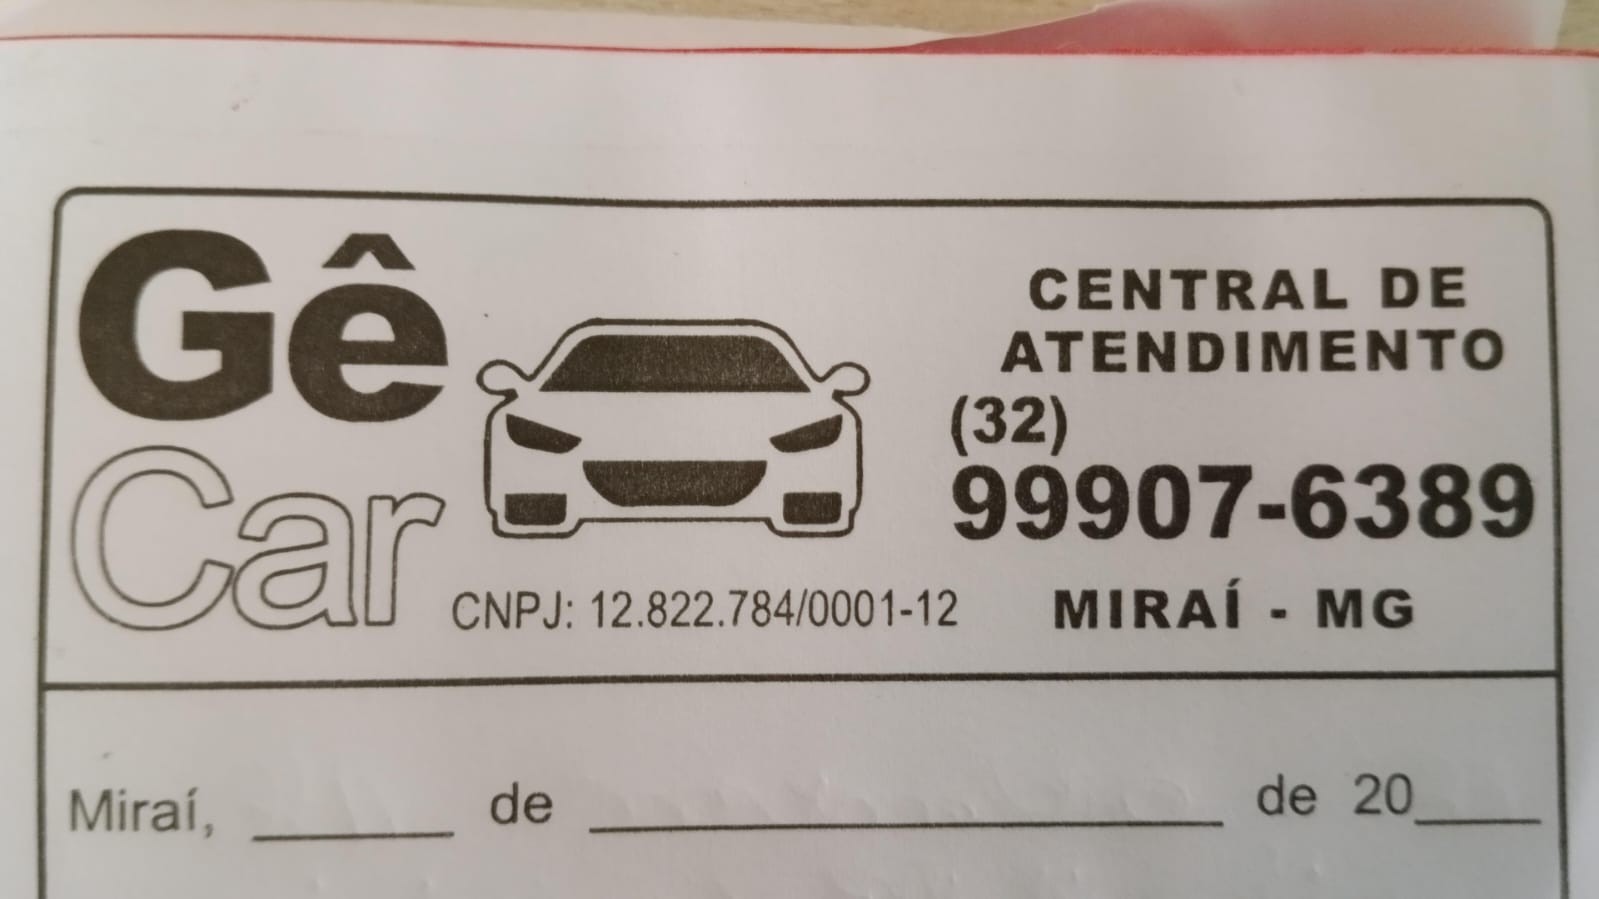 Gê
Car
CNPJ: 12.822.784/0001-12
CENTRAL DE
ATENDIMENTO
(32)
99907-6389
MIRAÍ - MG
Miraí, ______ de ____________________ de 20____